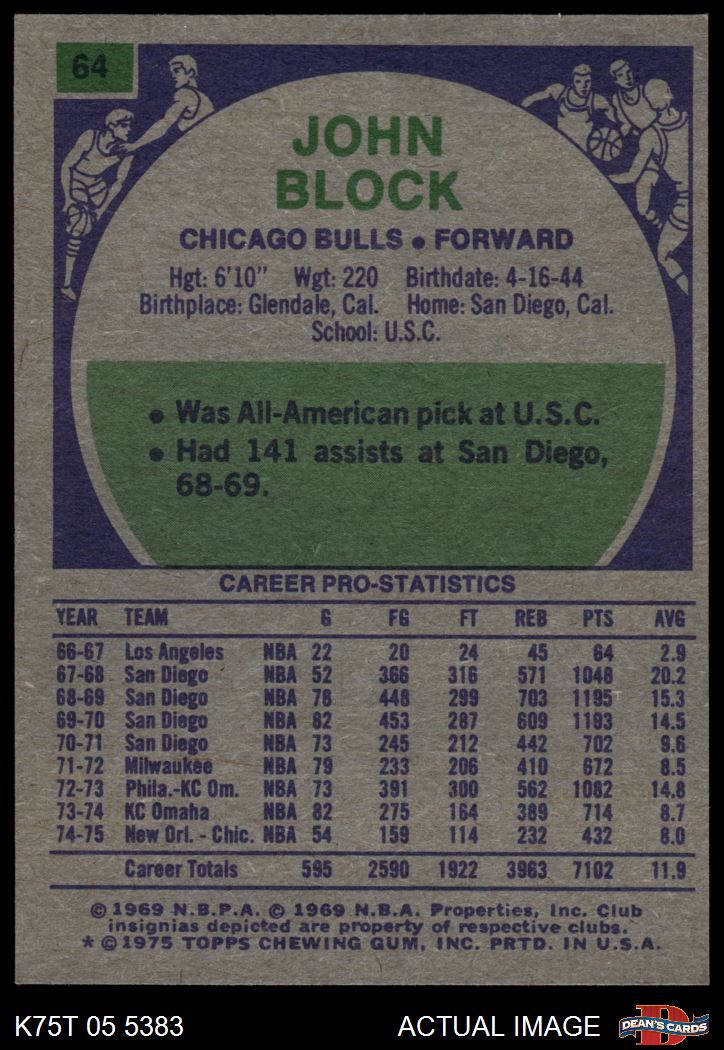 64
JOHN
BLOCK
CHICAGO BULLS • FORWARD
Hgt: 6'10" Wgt: 220 Birthdate: 4-16-44
Birthplace: Glendale, Cal. Home: San Diego, Cal.
School: U.S.C.
• Was All-American pick at U.S.C.
• Had 141 assists at San Diego,
68-69.
CAREER PRO-STATISTICS
YEAR TEAM G FG FT REB PTS AVG
66-67 Los Angeles NBA 22 20 24 45 64 2.9
67-68 San Diego NBA 52 366 316 571 1048 20.2
68-69 San Diego NBA 78 448 299 703 1195 15.3
69-70 San Diego NBA 82 453 287 609 1193 14.5
70-71 San Diego NBA 73 245 212 442 702 9.6
71-72 Milwaukee NBA 79 233 206 410 672 8.5
72-73 Phila.-KC Om. NBA 73 391 300 562 1082 14.8
73-74 KC Omaha NBA 82 275 164 389 714 8.7
74-75 New Orl. - Chic. NBA 54 159 114 232 432 8.0
Career Totals 595 2590 1922 3963 7102 11.9
© 1969 N.B.P.A. © 1969 N.B.A. Properties, Inc. Club
insignias depicted are property of respective clubs.
* © 1975 TOPPS CHEWING GUM, INC. PRTD. IN U.S.A.
K75T 05 5383 ACTUAL IMAGE D DEAN'S CARDS